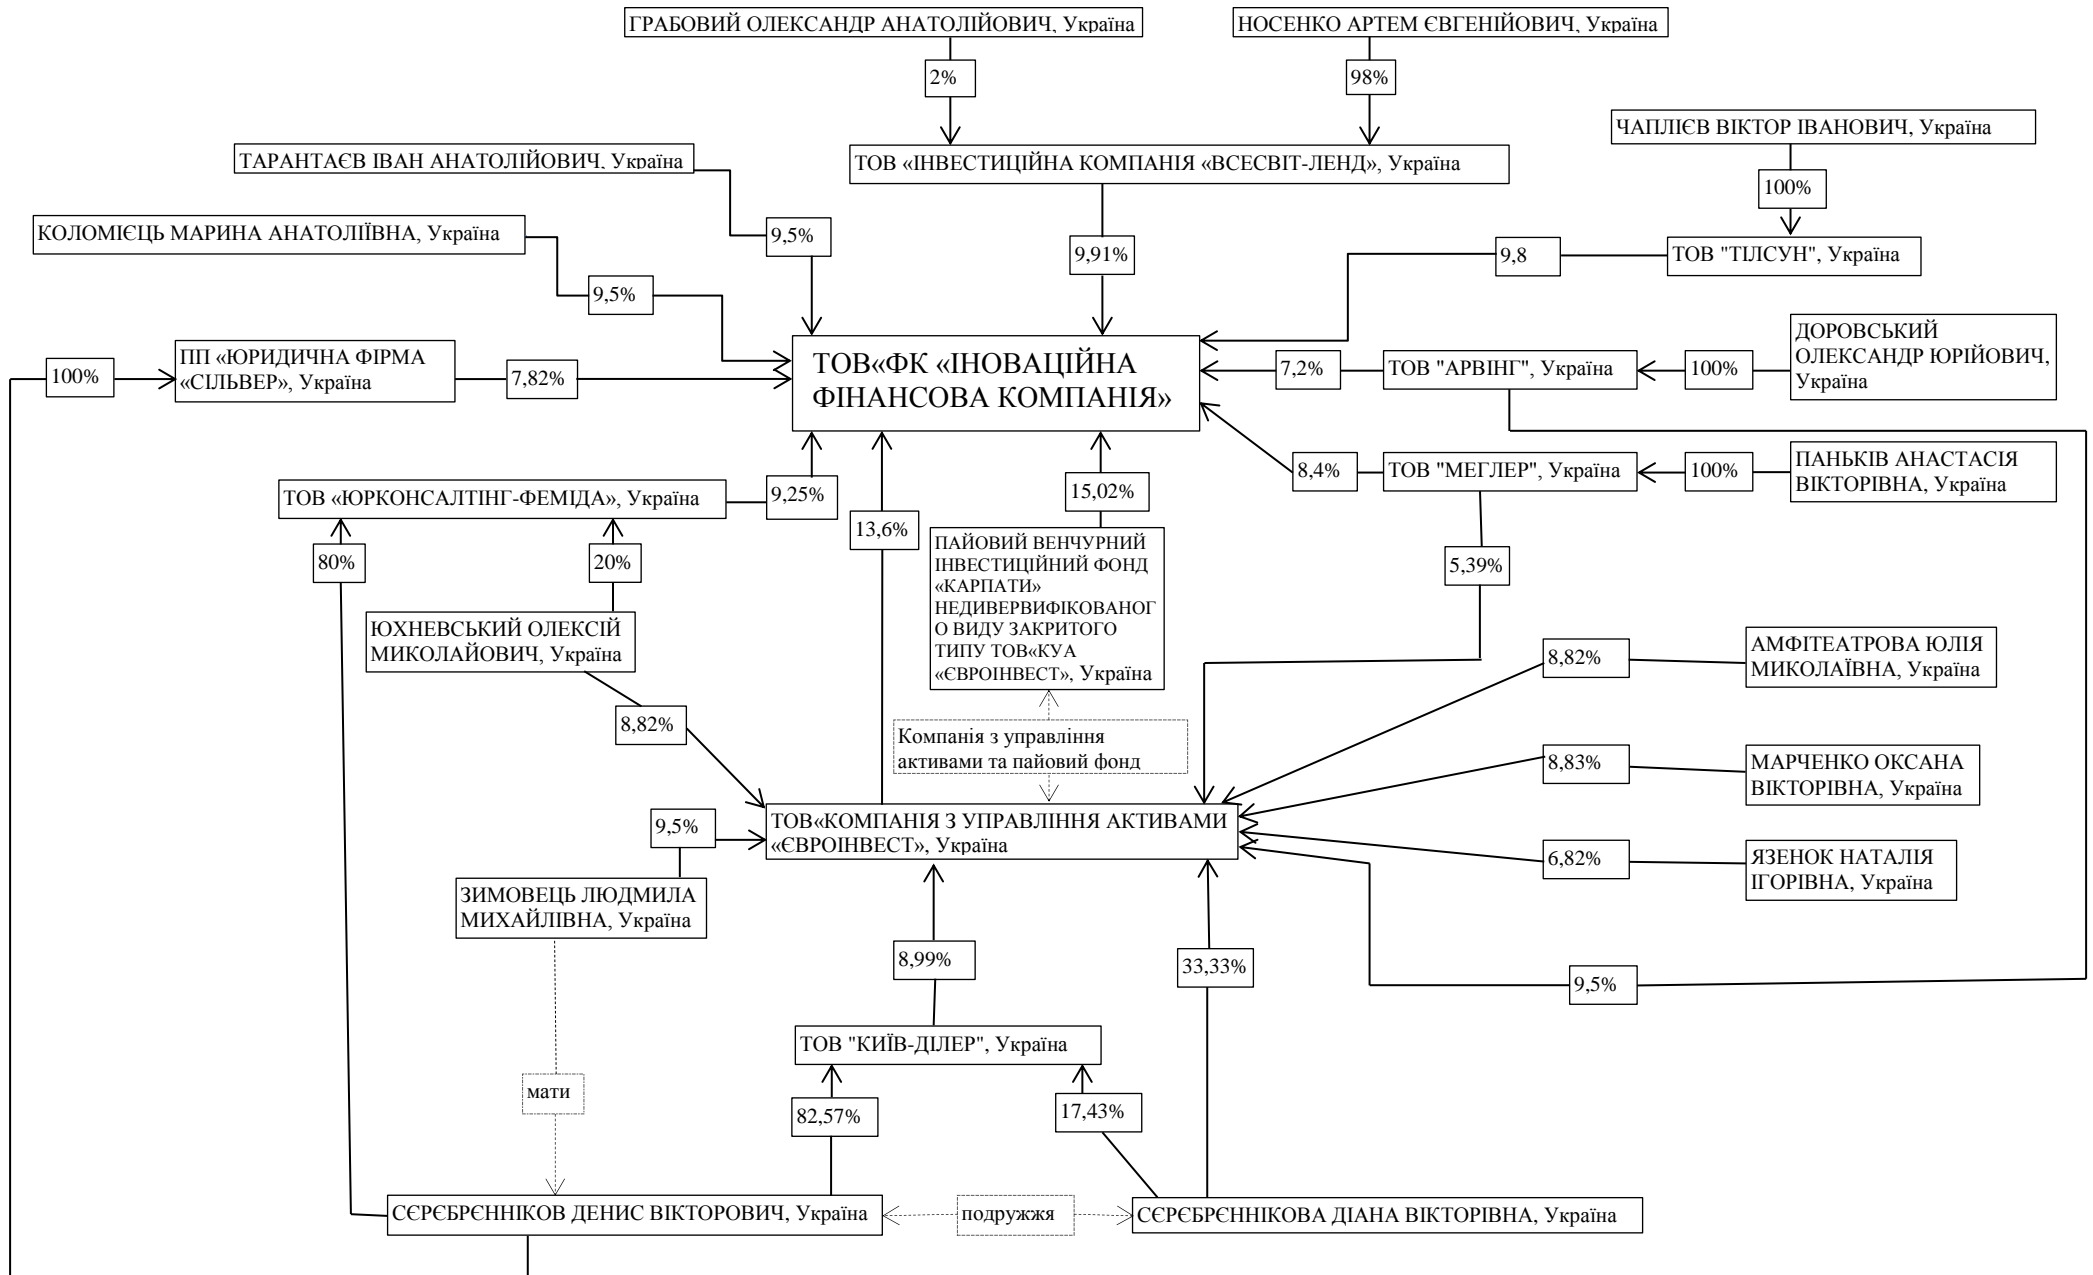 ГРАБОВИЙ ОЛЕКСАНДР АНАТОЛІЙОВИЧ, Україна
НОСЕНКО АРТЕМ ЄВГЕНІЙОВИЧ, Україна
2%
98%
ЧАПЛІЄВ ВІКТОР ІВАНОВИЧ, Україна
ТАРАНТАЄВ ІВАН АНАТОЛІЙОВИЧ, Україна
ТОВ «ІНВЕСТИЦІЙНА КОМПАНІЯ «ВСЕСВІТ-ЛЕНД», Україна
100%
КОЛОМІЄЦЬ МАРИНА АНАТОЛІЇВНА, Україна
9,5%
9,91%
9,8
ТОВ "ТІЛСУН", Україна
9,5%
ПП «ЮРИДИЧНА ФІРМА
«СІЛЬВЕР», Україна
100%
7,82%
ТОВ«ФК «ІНОВАЦІЙНА
ФІНАНСОВА КОМПАНІЯ»
7,2%
ТОВ "АРВІНГ", Україна
100%
ДОРОВСЬКИЙ
ОЛЕКСАНДР ЮРІЙОВИЧ,
Україна
8,4%
ТОВ "МЕГЛЕР", Україна
100%
ПАНЬКІВ АНАСТАСІЯ
ВІКТОРІВНА, Україна
ТОВ «ЮРКОНСАЛТІНГ-ФЕМІДА», Україна
9,25%
15,02%
13,6%
80%
20%
ПАЙОВИЙ ВЕНЧУРНИЙ
ІНВЕСТИЦІЙНИЙ ФОНД
«КАРПАТИ»
НЕДИВЕРВИФІКОВАНОГ
О ВИДУ ЗАКРИТОГО
ТИПУ ТОВ«КУА
«ЄВРОІНВЕСТ», Україна
5,39%
ЮХНЕВСЬКИЙ ОЛЕКСІЙ
МИКОЛАЙОВИЧ, Україна
8,82%
АМФІТЕАТРОВА ЮЛІЯ
МИКОЛАЇВНА, Україна
8,82%
Компанія з управління
активами та пайовий фонд
8,83%
МАРЧЕНКО ОКСАНА
ВІКТОРІВНА, Україна
9,5%
ТОВ«КОМПАНІЯ З УПРАВЛІННЯ АКТИВАМИ
«ЄВРОІНВЕСТ», Україна
6,82%
ЯЗЕНОК НАТАЛІЯ
ІГОРІВНА, Україна
ЗИМОВЕЦЬ ЛЮДМИЛА
МИХАЙЛІВНА, Україна
8,99%
33,33%
9,5%
ТОВ "КИЇВ-ДІЛЕР", Україна
мати
82,57%
17,43%
СЄРЄБРЄННІКОВ ДЕНИС ВІКТОРОВИЧ, Україна
подружжя
СЄРЄБРЄННІКОВА ДІАНА ВІКТОРІВНА, Україна